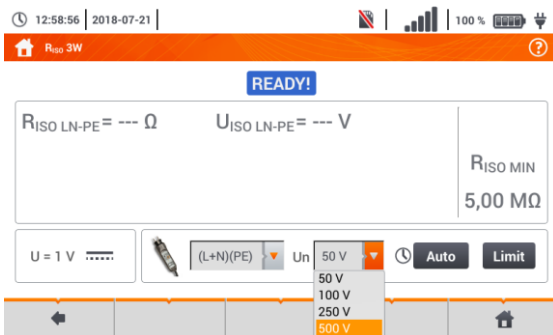 12:58:56 2018-07-21 100 %
RISO 3W ?
READY!
RISO LN-PE= --- Ω UISO LN-PE= --- V
RISO MIN
5,00 MΩ
U = 1 V (L+N)(PE) Un 50 V Auto Limit
50 V
100 V
250 V
500 V